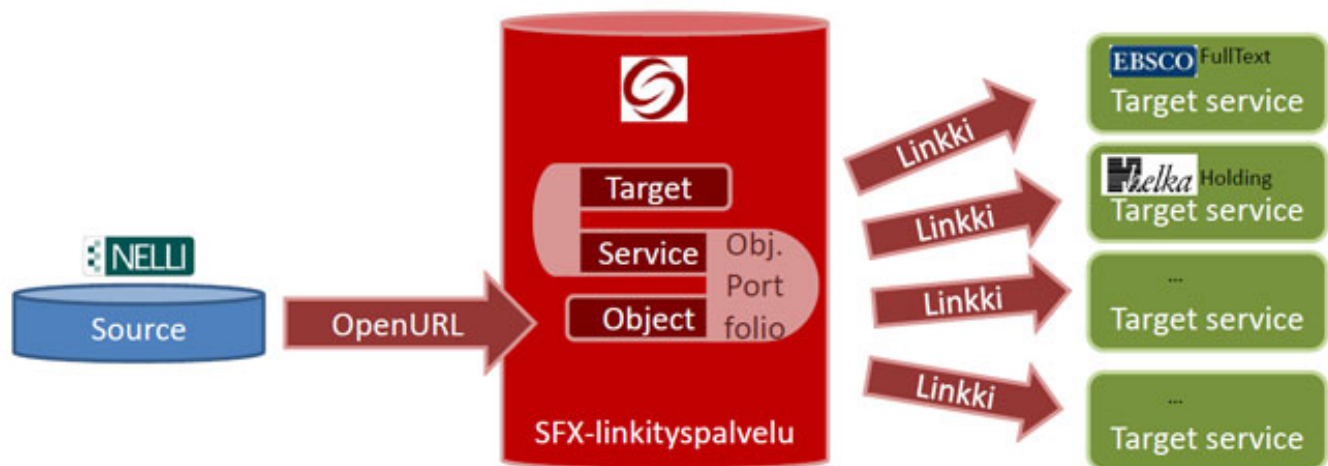 NELLI
Source
OpenURL
Target
Service
Object
Obj.
Port
folio
SFX-linkityspalvelu
Linkki
Linkki
Linkki
Linkki
EBSCO FullText
Target service
Helka Holding
Target service
...
Target service
...
Target service